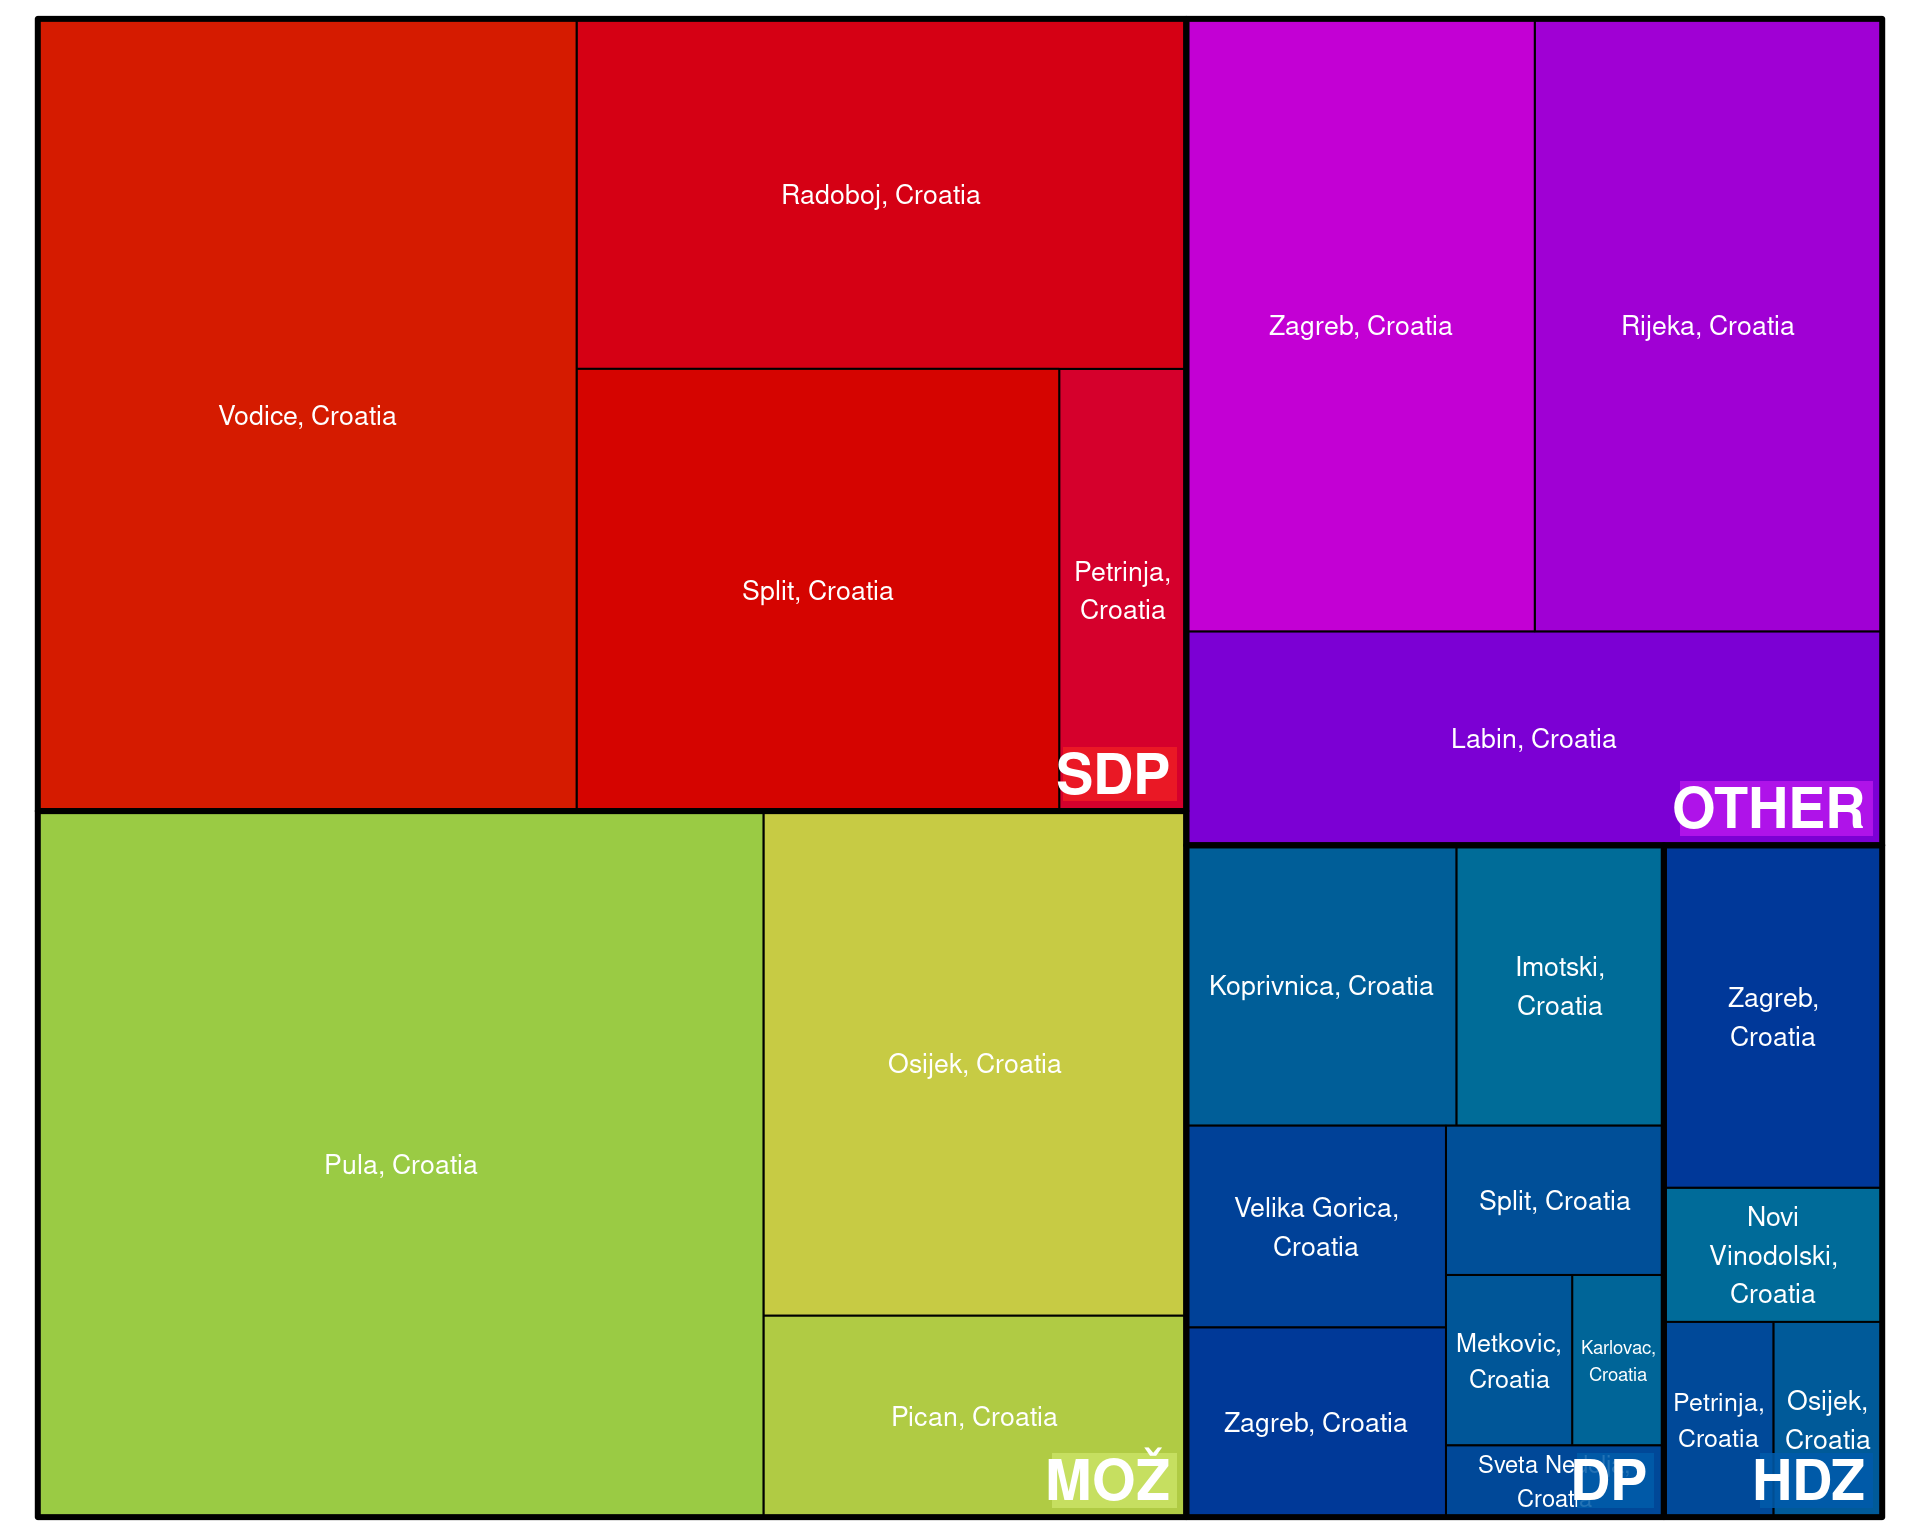 Vodice, Croatia
Radoboj, Croatia
Split, Croatia
Petrinja,
Croatia
SDP
Zagreb, Croatia
Rijeka, Croatia
Labin, Croatia
OTHER
Pula, Croatia
Osijek, Croatia
Pican, Croatia
MOŽ
Koprivnica, Croatia
Imotski,
Croatia
Velika Gorica,
Croatia
Split, Croatia
Zagreb, Croatia
Metkovic,
Croatia
Karlovac,
Croatia
Sveta
Croatia
DP
Zagreb,
Croatia
Novi
Vinodolski,
Croatia
Petrinja,
Croatia
Osijek,
Croatia
HDZ